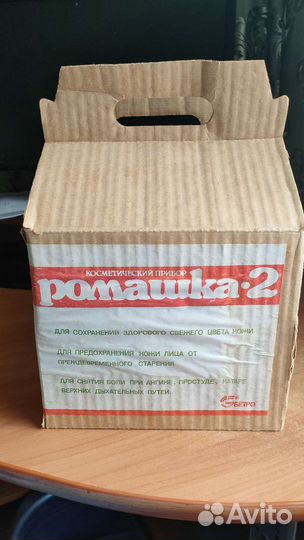 КОСМЕТИЧЕСКИЙ ПРИБОР
ромашка·2
ДЛЯ СОХРАНЕНИЯ ЗДОРОВОГО СВЕЖЕГО ЦВЕТА КОЖИ
ДЛЯ ПРЕДОХРАНЕНИЯ КОЖИ ЛИЦА ОТ
ПРЕЖДЕВРЕМЕННОГО СТАРЕНИЯ
ДЛЯ СНЯТИЯ БОЛИ ПРИ АНГИНЕ, ПРОСТУДЕ, КАТАРЕ
ВЕРХНИХ ДЫХАТЕЛЬНЫХ ПУТЕЙ.
БЕТРО
Avito